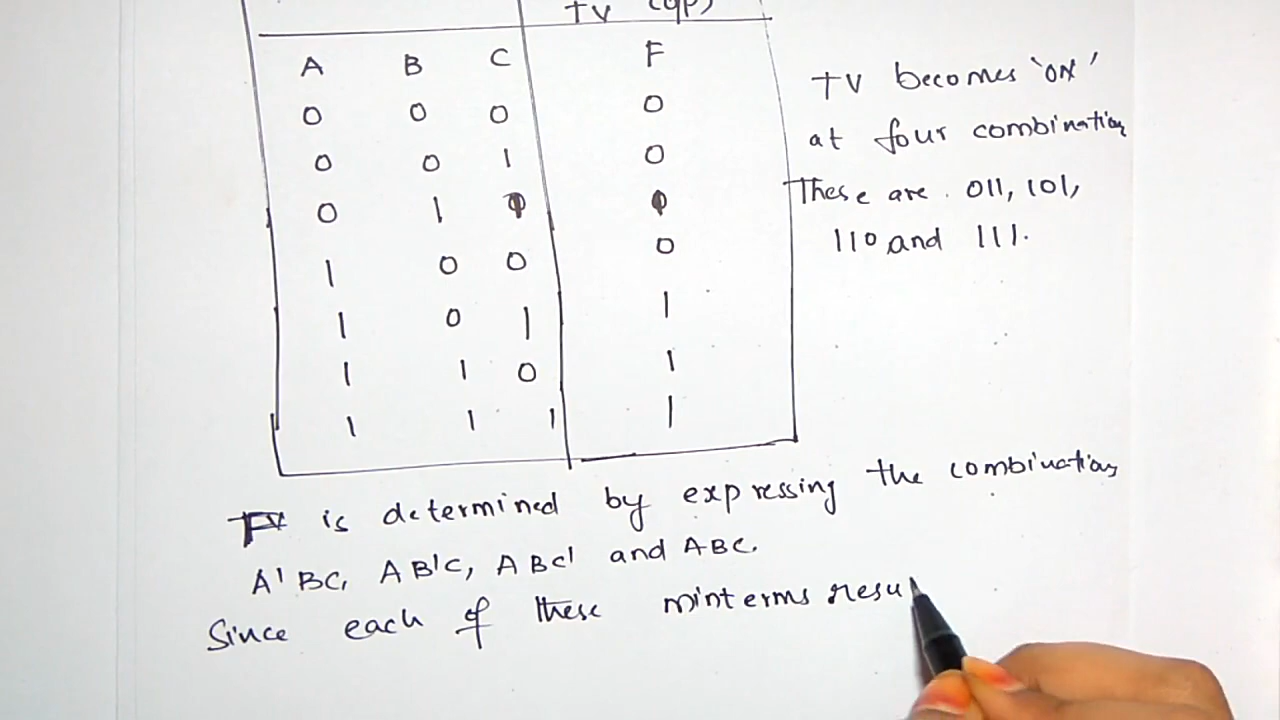 TV (op)
A B C F
0 0 0 0
0 0 1 0
0 1
1 0 0 0
1 0 1 1
1 1 0 1
1 1 1 1
TV becomes 'ON'
at four combination
These are 011, 101,
110 and 111.
F is determined by expressing the combinations
A'BC, AB'C, ABC' and ABC.
Since each of these minterms resu